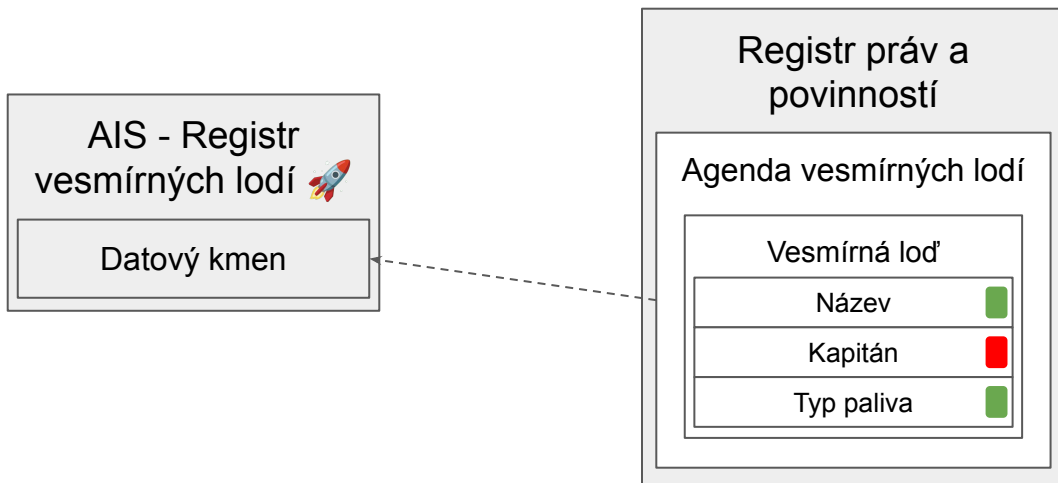 AIS - Registr
vesmírných lodí 🚀
Datový kmen
Registr práv a
povinností
Agenda vesmírných lodí
Vesmírná loď
Název
Kapitán
Typ paliva